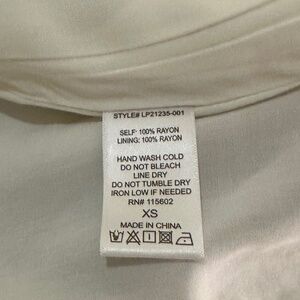 STYLE# LP21235-001
SELF: 100% RAYON
LINING: 100% RAYON
HAND WASH COLD
DO NOT BLEACH
LINE DRY
DO NOT TUMBLE DRY
IRON LOW IF NEEDED
RN# 115602
XS
MADE IN CHINA